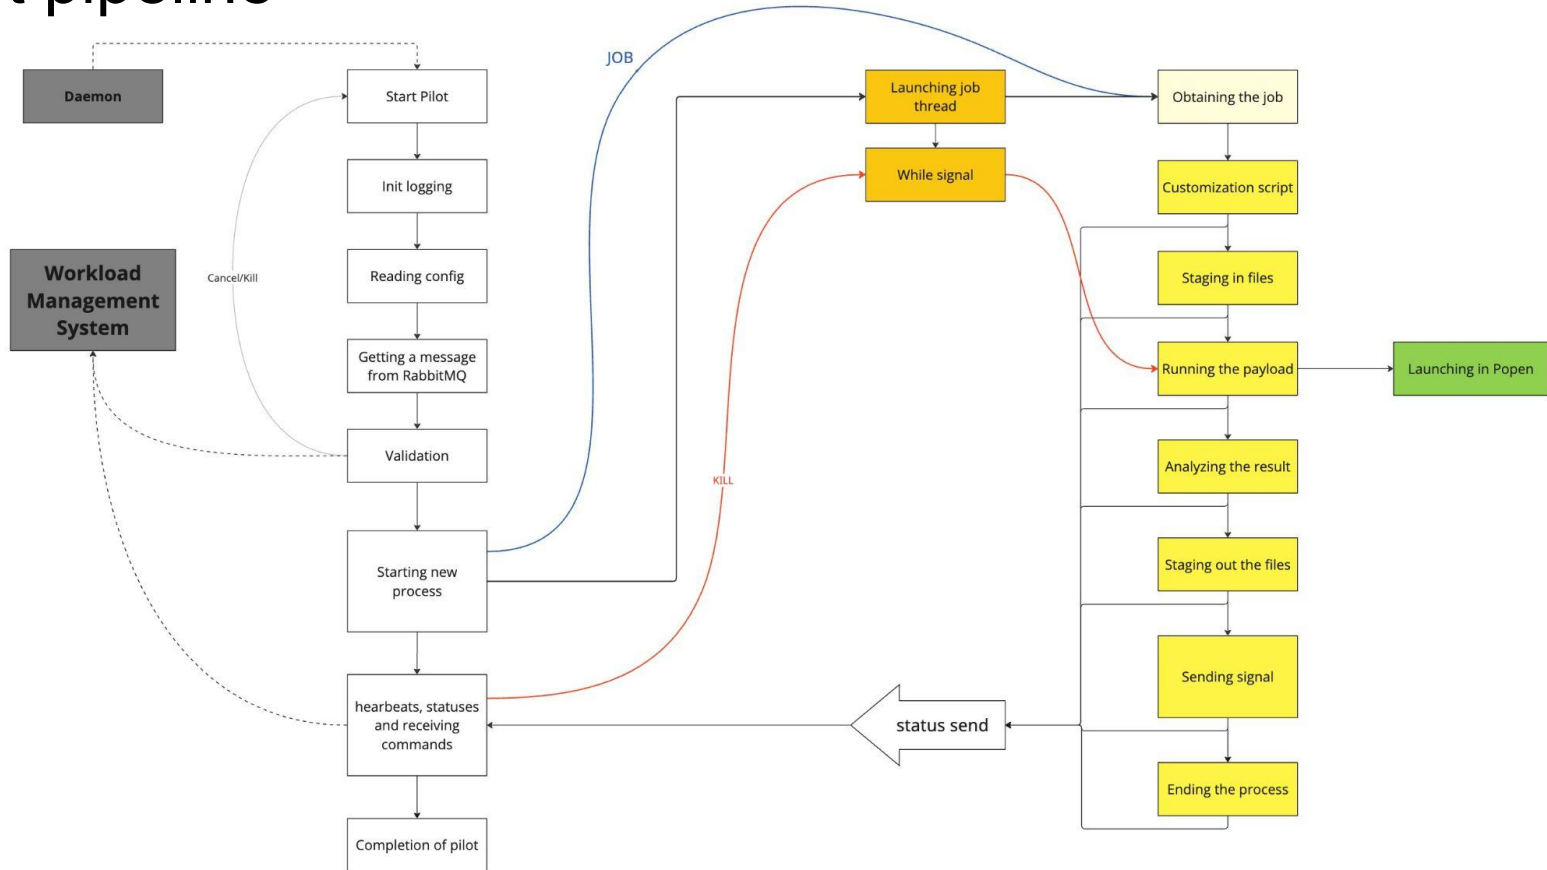 t pipeline
JOB
Daemon
Start Pilot
Launching job
thread
Obtaining the job
Init logging
While signal
Customization script
Workload
Management
System
Cancel/Kill
Reading config
Staging in files
Getting a message
from RabbitMQ
Running the payload
Launching in Popen
Validation
Analyzing the result
KILL
Starting new
process
Staging out the files
Sending signal
hearbeats, statuses
and receiving
commands
status send
Ending the process
Completion of pilot